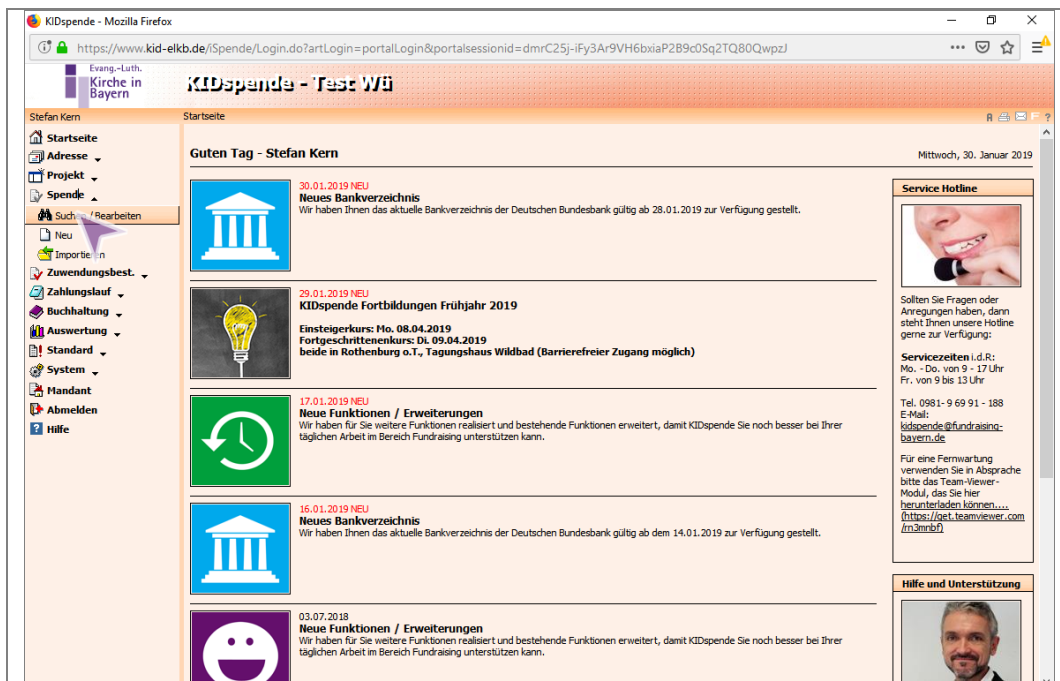 KIDspende - Mozilla Firefox
https://www.kid-elkb.de/iSpende/Login.do?artLogin=portalLogin&portalsessionid=dmrC25j-iFy3Ar9VH6bxiaP2B9c0Sq2TQ80QwpzJ
Evang.-Luth.
Kirche in
Bayern
KIDspende - Test Wü
Stefan Kern
Startseite
Startseite
Adresse
Projekt
Spende
Suchen / Bearbeiten
Neu
Importieren
Zuwendungsbest.
Zahlungslauf
Buchhaltung
Auswertung
Standard
System
Mandant
Abmelden
Hilfe
Guten Tag - Stefan Kern
Mittwoch, 30. Januar 2019
30.01.2019 NEU
Neues Bankverzeichnis
Wir haben Ihnen das aktuelle Bankverzeichnis der Deutschen Bundesbank gültig ab 28.01.2019 zur Verfügung gestellt.
29.01.2019 NEU
KIDspende Fortbildungen Frühjahr 2019
Einsteigerkurs: Mo. 08.04.2019
Fortgeschrittenenkurs: Di. 09.04.2019
beide in Rothenburg o.T., Tagungshaus Wildbad (Barrierefreier Zugang möglich)
17.01.2019 NEU
Neue Funktionen / Erweiterungen
Wir haben für Sie weitere Funktionen realisiert und bestehende Funktionen erweitert, damit KIDspende Sie noch besser bei Ihrer
täglichen Arbeit im Bereich Fundraising unterstützen kann.
16.01.2019 NEU
Neues Bankverzeichnis
Wir haben Ihnen das aktuelle Bankverzeichnis der Deutschen Bundesbank gültig ab dem 14.01.2019 zur Verfügung gestellt.
03.07.2018
Neue Funktionen / Erweiterungen
Wir haben für Sie weitere Funktionen realisiert und bestehende Funktionen erweitert, damit KIDspende Sie noch besser bei Ihrer
täglichen Arbeit im Bereich Fundraising unterstützen kann.
Service Hotline
Sollten Sie Fragen oder
Anregungen haben, dann
steht Ihnen unsere Hotline
gerne zur Verfügung:
Servicezeiten i.d.R:
Mo. - Do. von 9 - 17 Uhr
Fr. von 9 bis 13 Uhr
Tel. 0981- 9 69 91 - 188
E-Mail:
kidspende@fundraising-
bayern.de
Für eine Fernwartung
verwenden Sie in Absprache
bitte das Team-Viewer-
Modul, das Sie hier
herunterladen können....
(https://get.teamviewer.com
/rn3mnbf)
Hilfe und Unterstützung